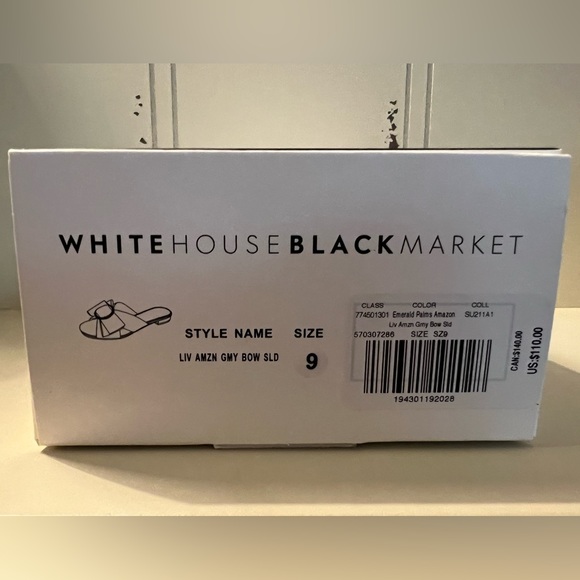 WHITEHOUSEBLACKMARKET
STYLE NAME SIZE
LIV AMZN GMY BOW SLD 9
CLASS COLOR COLL
774501301 Emerald Palms Amazon SU211A1
Liv Amzn Gmy Bow Sld
570307286 SIZE SZ9
194301192028
CAN:$140.00
US:$110.00